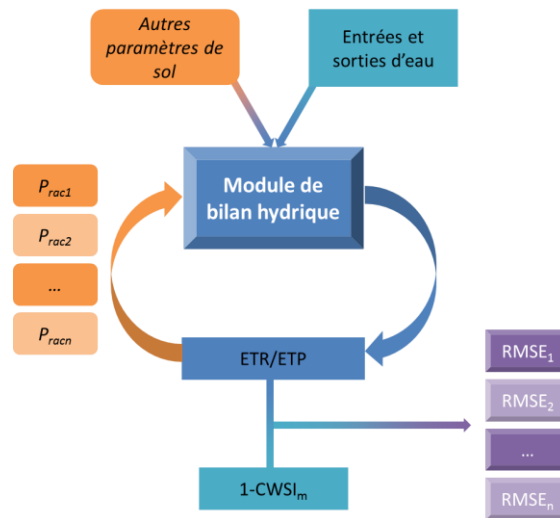 Autres
paramètres de
sol
Entrées et
sorties d'eau
Module de
bilan hydrique
Prac1
Prac2
...
Pracn
ETR/ETP
1-CWSIm
RMSE1
RMSE2
...
RMSEn